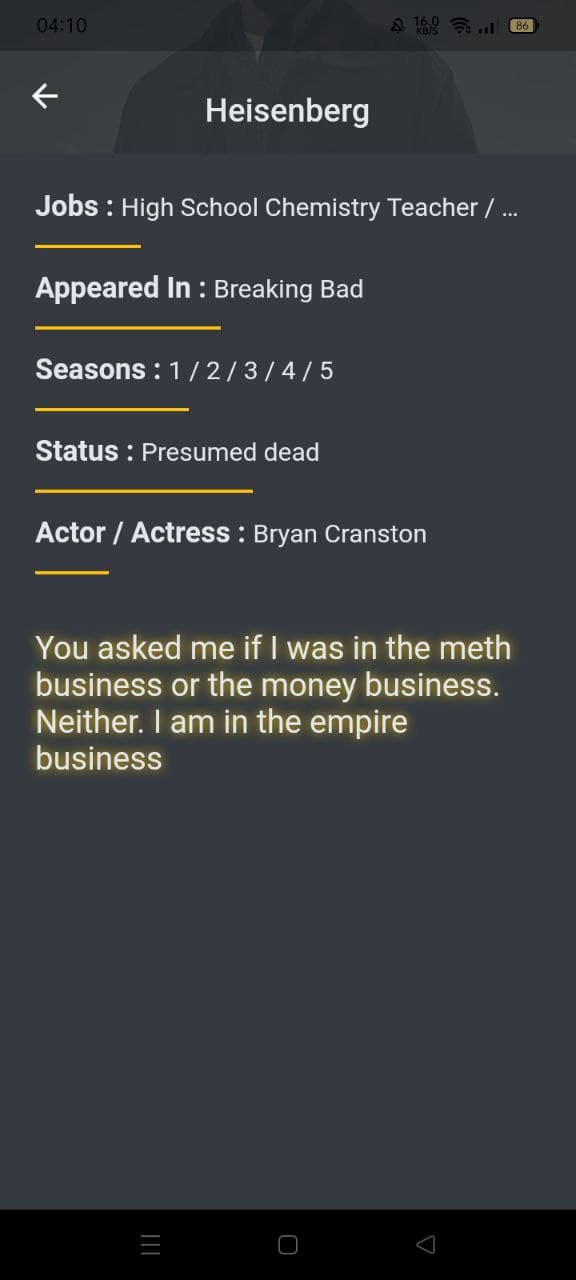 04:10
16.0
KB/S
86
Heisenberg
Jobs : High School Chemistry Teacher / ...
Appeared In : Breaking Bad
Seasons : 1 / 2 / 3 / 4 / 5
Status : Presumed dead
Actor / Actress : Bryan Cranston
You asked me if I was in the meth
business or the money business.
Neither. I am in the empire
business